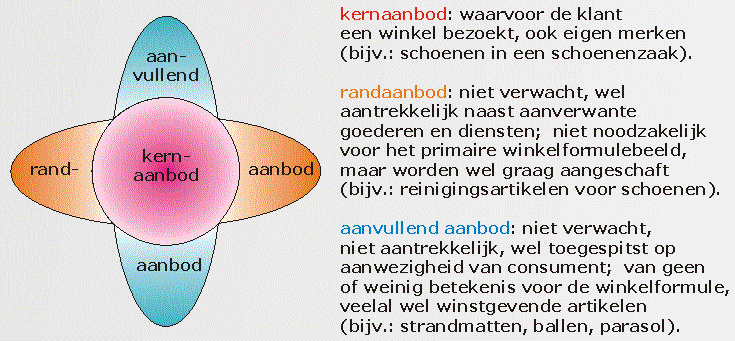 aan-
vullend
rand-
kern-
aanbod
aanbod
aanbod
kernaanbod: waarvoor de klant
een winkel bezoekt, ook eigen merken
(bijv.: schoenen in een schoenenzaak).
randaanbod: niet verwacht, wel
aantrekkelijk naast aanverwante
goederen en diensten; niet noodzakelijk
voor het primaire winkelformulebeeld,
maar worden wel graag aangeschaft
(bijv.: reinigingsartikelen voor schoenen).
aanvullend aanbod: niet verwacht,
niet aantrekkelijk, wel toegespitst op
aanwezigheid van consument; van geen
of weinig betekenis voor de winkelformule,
veelal wel winstgevende artikelen
(bijv.: strandmatten, ballen, parasol).